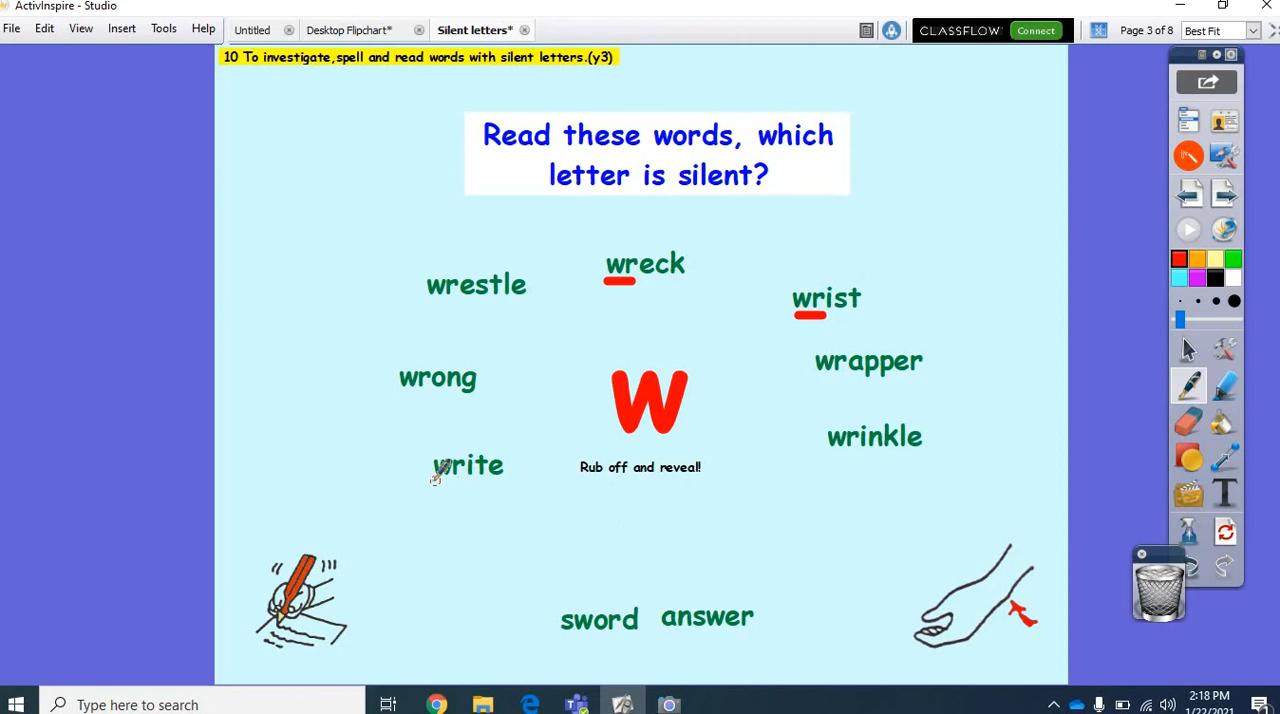 ActivInspire - Studio
File Edit View Insert Tools Help
Untitled
Desktop Flipchart*
Silent letters*
CLASSFLOW Connect
Page 3 of 8
Best Fit
10 To investigate,spell and read words with silent letters.(y3)
Read these words, which
letter is silent?
wreck
wrestle
wrist
wrapper
wrong
w
wrinkle
write
Rub off and reveal!
sword answer
Type here to search
2:18 PM
1/22/2021